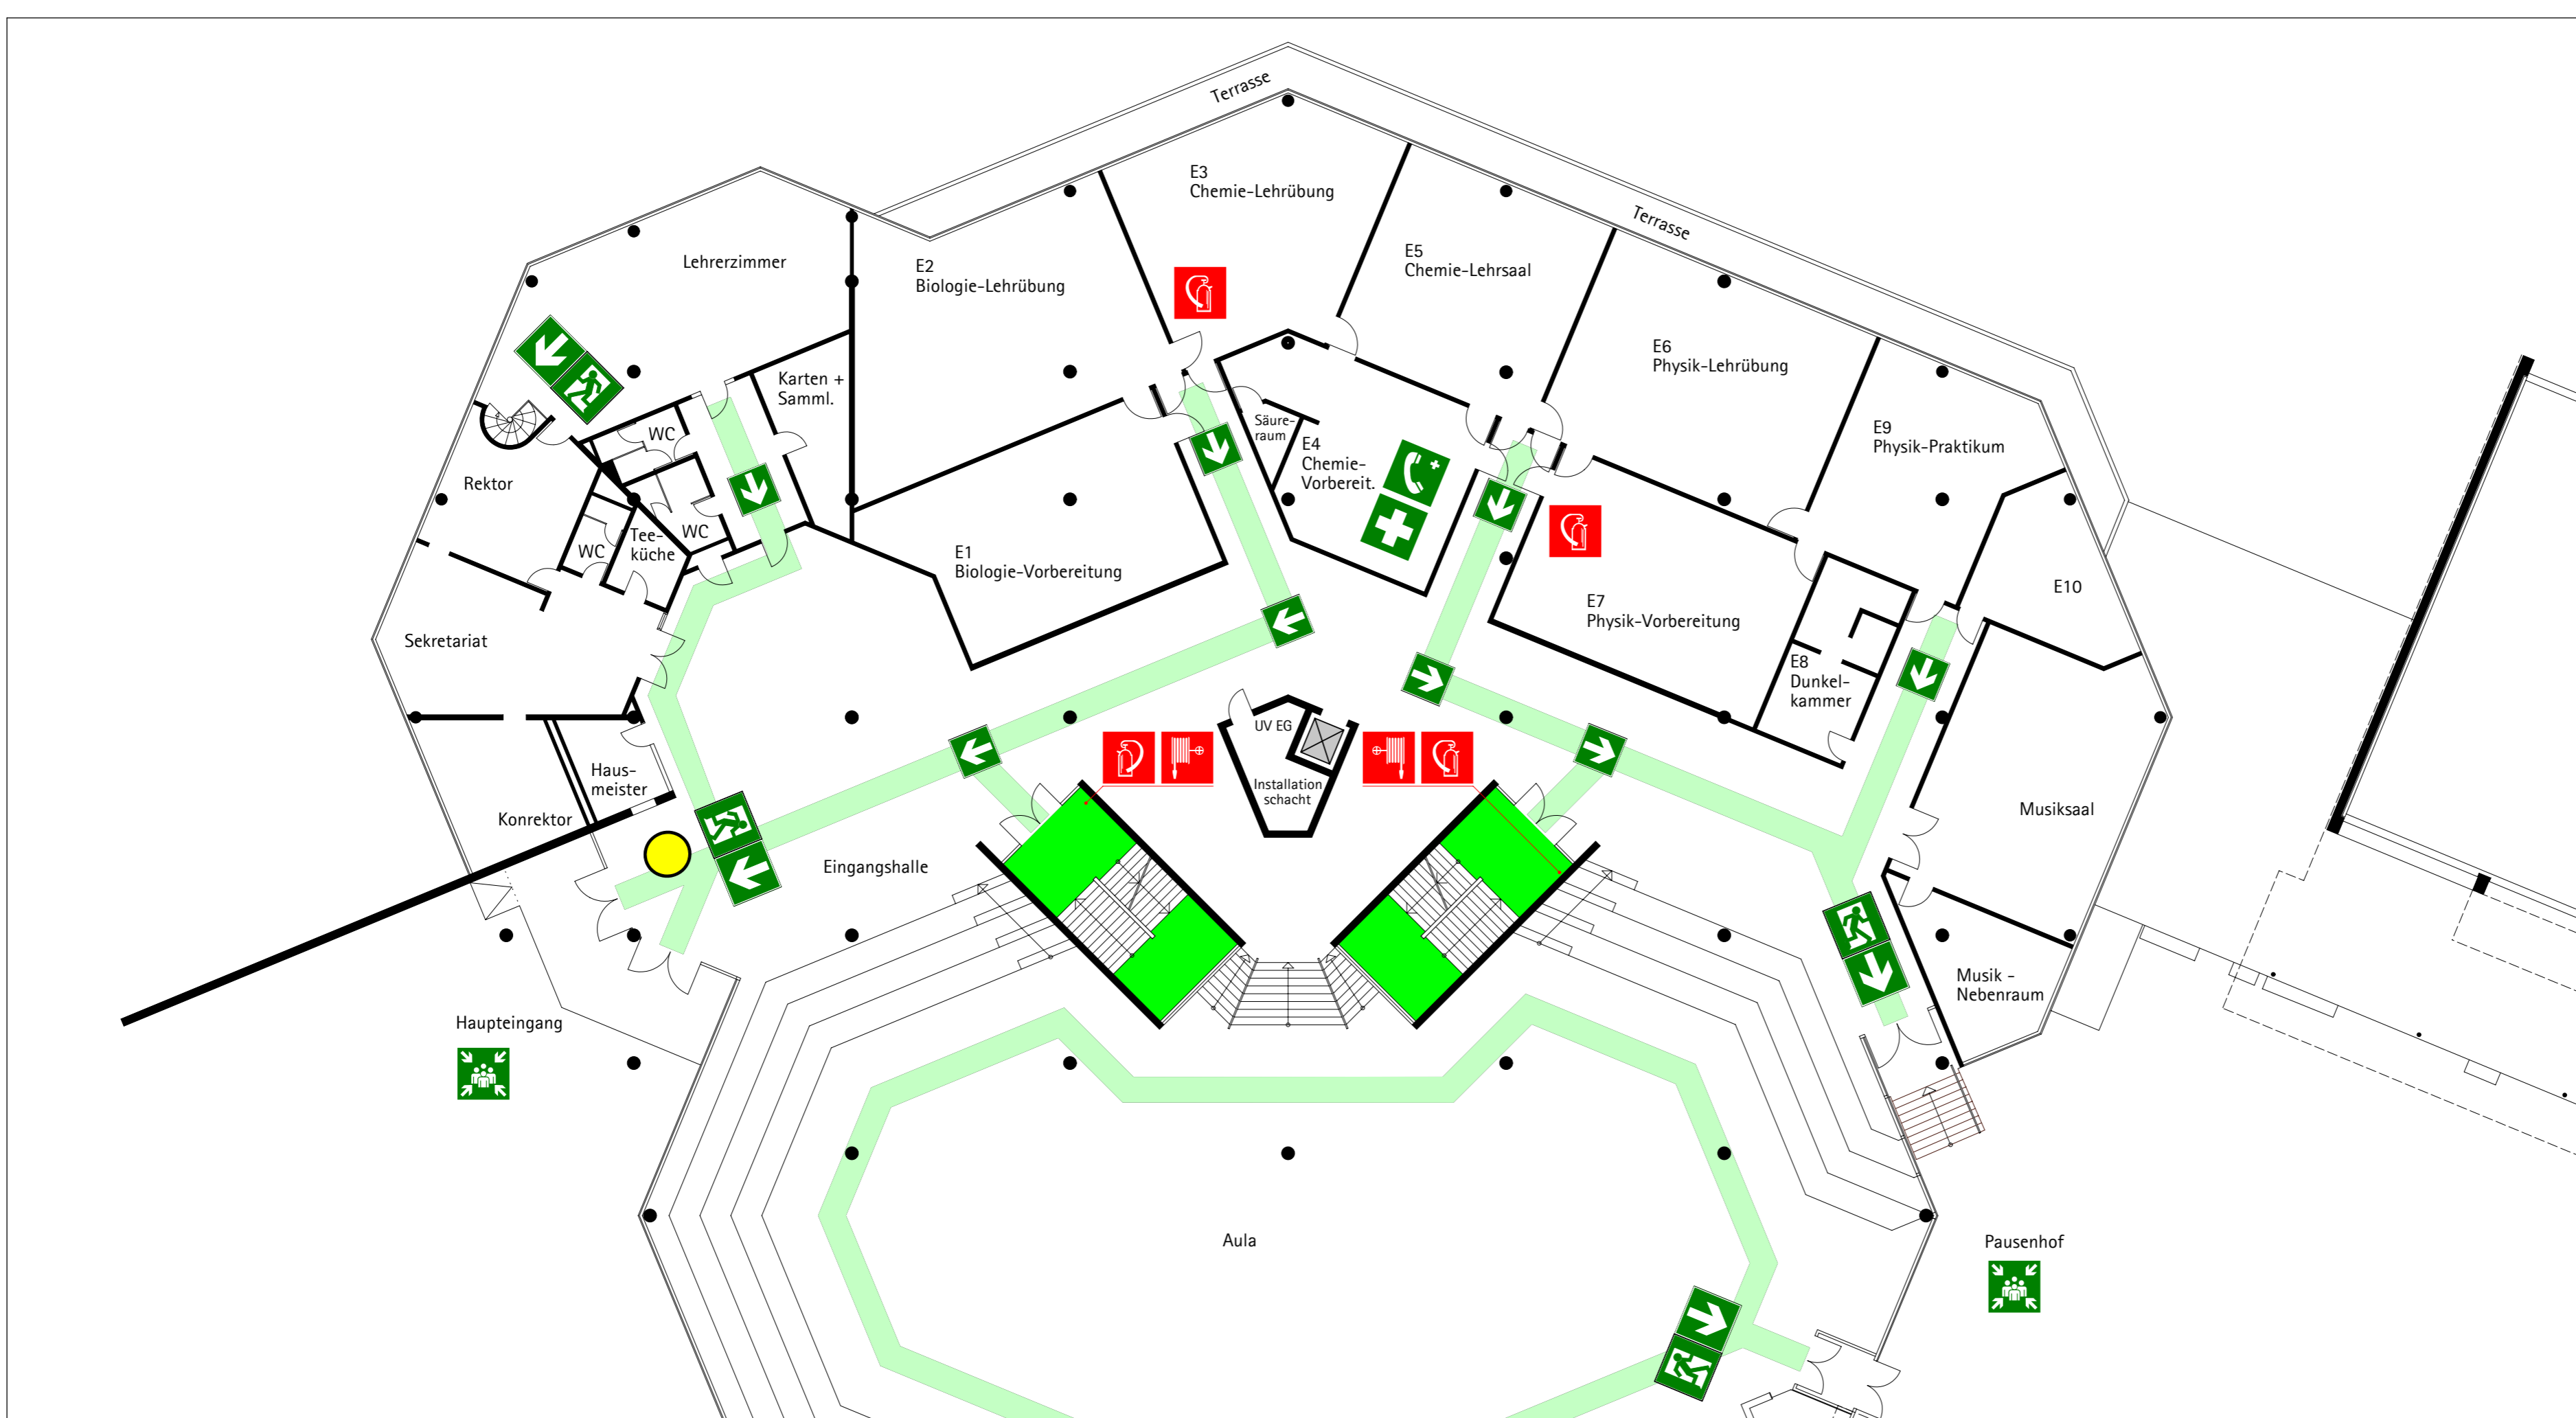 Terrasse
Terrasse
E3
Chemie-Lehrübung
Lehrerzimmer
E2
Biologie-Lehrübung
E5
Chemie-Lehrsaal
E6
Physik-Lehrübung
Karten +
Samml.
WC
Säure-
raum
E4
Chemie-
Vorbereit.
E9
Physik-Praktikum
Rektor
WC
WC
Tee-
küche
E1
Biologie-Vorbereitung
E10
E7
Physik-Vorbereitung
Sekretariat
E8
Dunkel-
kammer
UV EG
Haus-
meister
Installation
schacht
Konrektor
Musiksaal
Eingangshalle
Musik -
Nebenraum
Haupteingang
Aula
Pausenhof